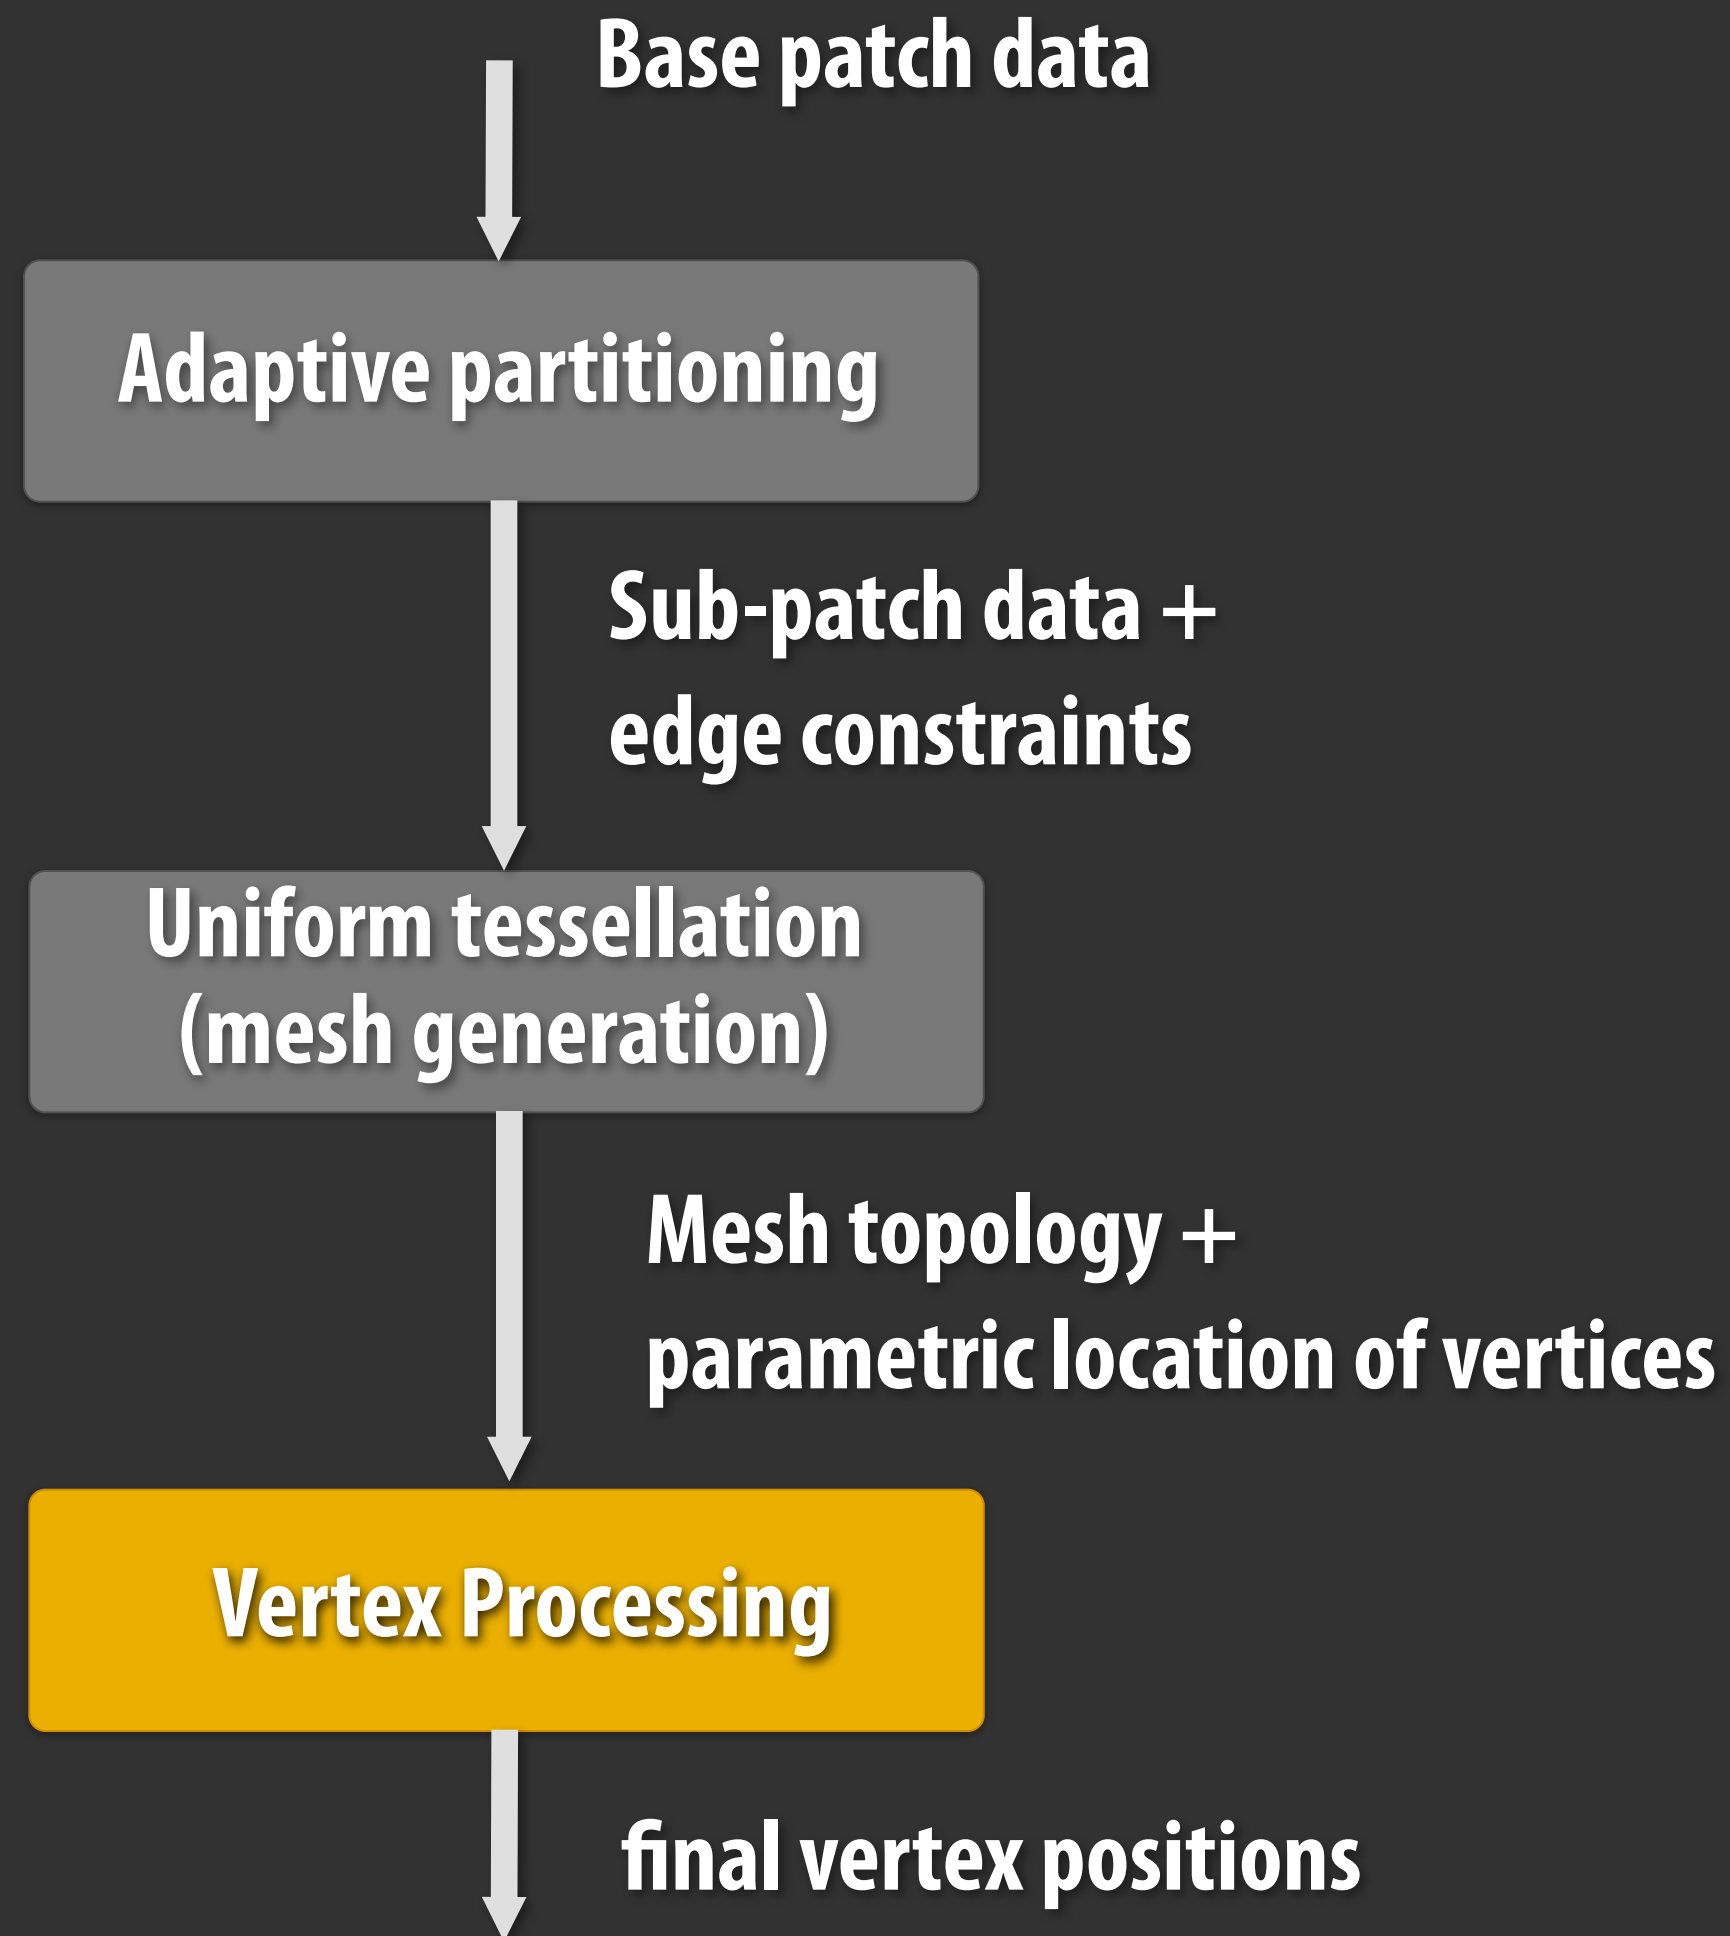 Base patch data
Adaptive partitioning
Sub-patch data +
edge constraints
Uniform tessellation
(mesh generation)
Mesh topology +
parametric location of vertices
Vertex Processing
final vertex positions